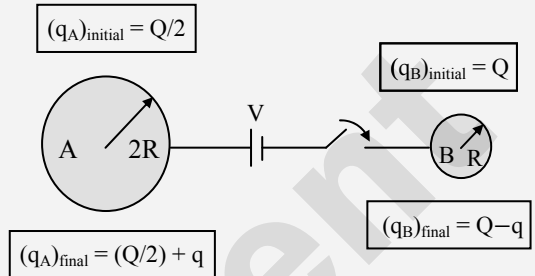 (qA)initial = Q/2
(qB)initial = Q
V
A 2R
B R
(qA)final = (Q/2) + q
(qB)final = Q−q